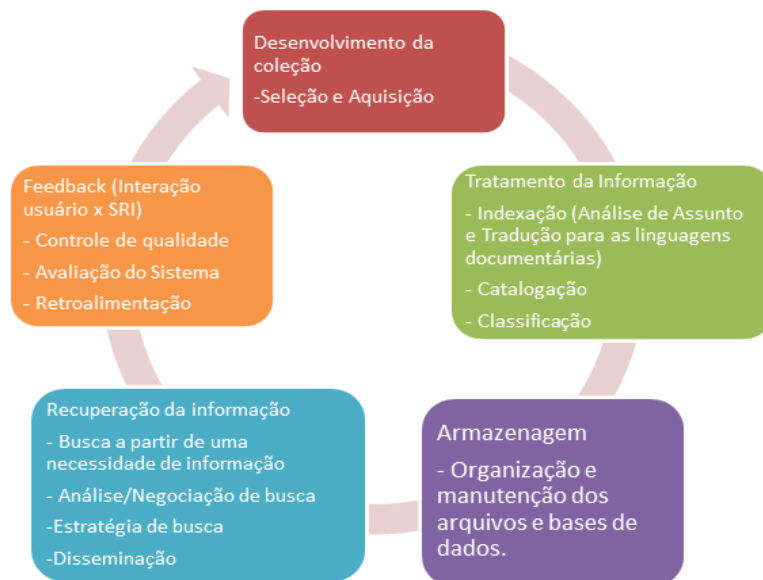 Desenvolvimento da
coleção
-Seleção e Aquisição
Tratamento da Informação
- Indexação (Análise de Assunto
e Tradução para as linguagens
documentárias)
- Catalogação
- Classificação
Armazenagem
- Organização e
manutenção dos
arquivos e bases de
dados.
Recuperação da informação
- Busca a partir de uma
necessidade de informação
- Análise/Negociação de busca
-Estratégia de busca
-Disseminação
Feedback (Interação
usuário x SRI)
- Controle de qualidade
- Avaliação do Sistema
- Retroalimentação